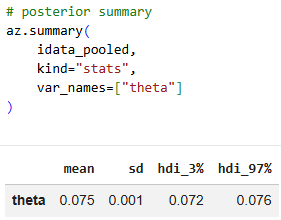 # posterior summary
az.summary(
    idata_pooled,
    kind="stats",
    var_names=["theta"]
)
mean sd hdi_3% hdi_97%
theta 0.075 0.001 0.072 0.076